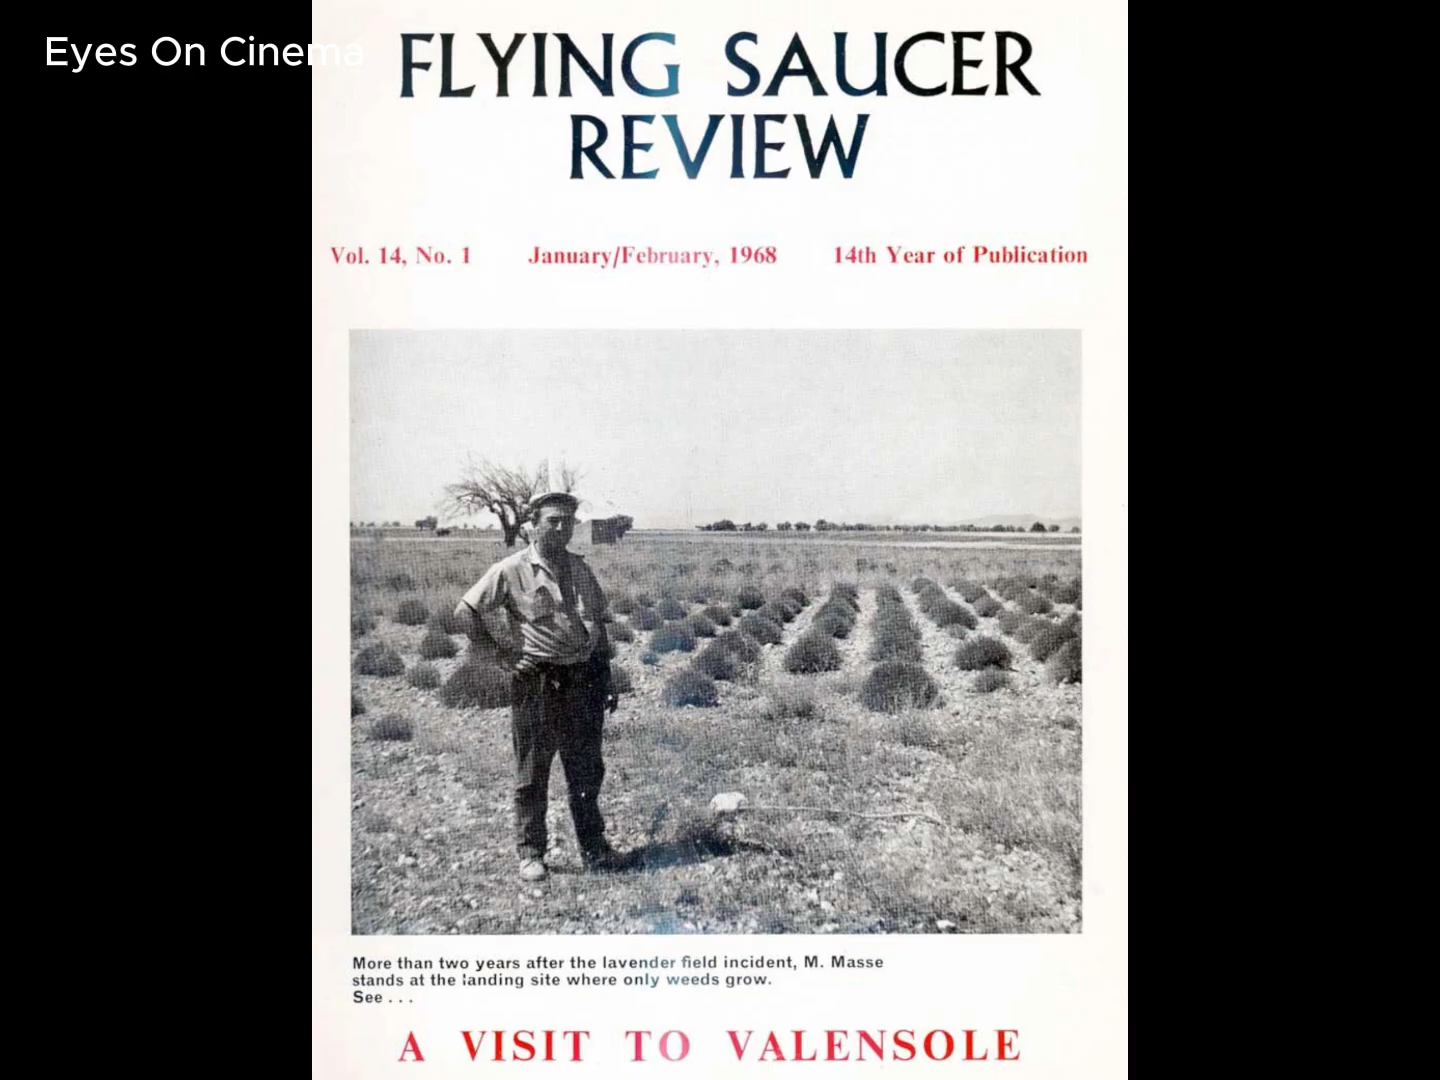 Eyes On Cinema
FLYING SAUCER
REVIEW
Vol. 14, No. 1 January/February, 1968 14th Year of Publication
More than two years after the lavender field incident, M. Masse
stands at the landing site where only weeds grow.
See . . .
A VISIT TO VALENSOLE